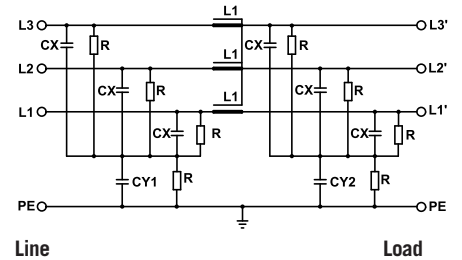 L1
L3 L3'
CX R CX R
L1
L2 L2'
CX R CX R
L1
L1 L1'
CX R CX R
CY1 R CY2 R
PE PE
Line Load